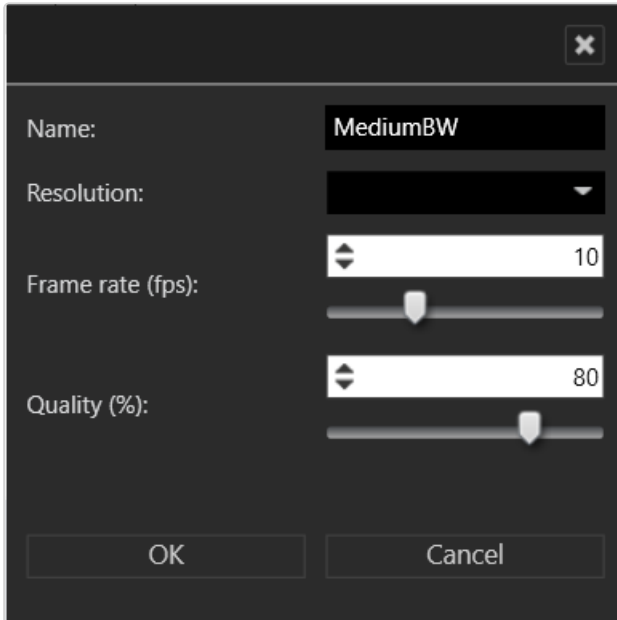 Name:
MediumBW
Resolution:
Frame rate (fps):
10
Quality (%):
80
OK
Cancel